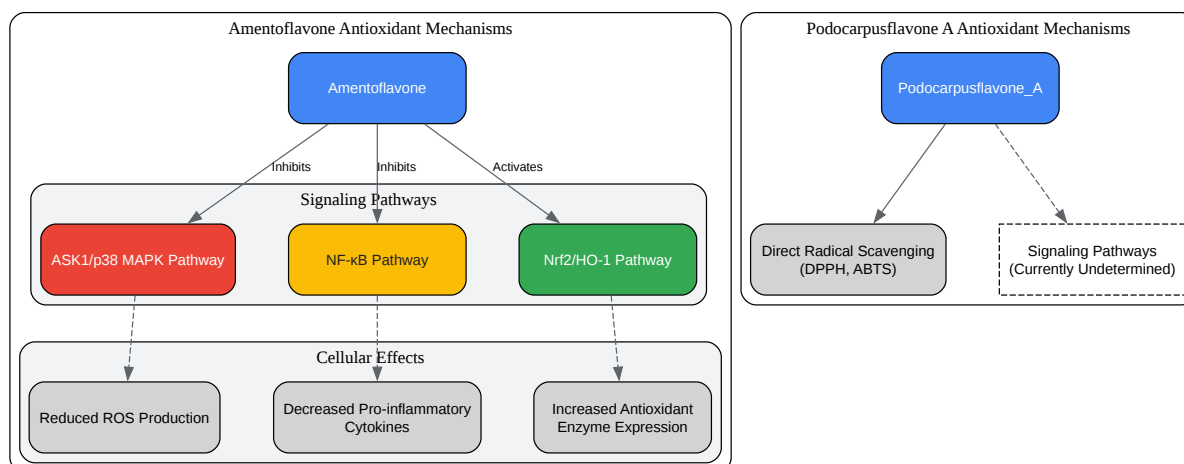 Amentoflavone Antioxidant Mechanisms
Amentoflavone
Inhibits
Inhibits
Activates
Signaling Pathways
ASK1/p38 MAPK Pathway
NF-κB Pathway
Nrf2/HO-1 Pathway
Cellular Effects
Reduced ROS Production
Decreased Pro-inflammatory
Cytokines
Increased Antioxidant
Enzyme Expression
Podocarpusflavone A Antioxidant Mechanisms
Podocarpusflavone_A
Direct Radical Scavenging
(DPPH, ABTS)
Signaling Pathways
(Currently Undetermined)